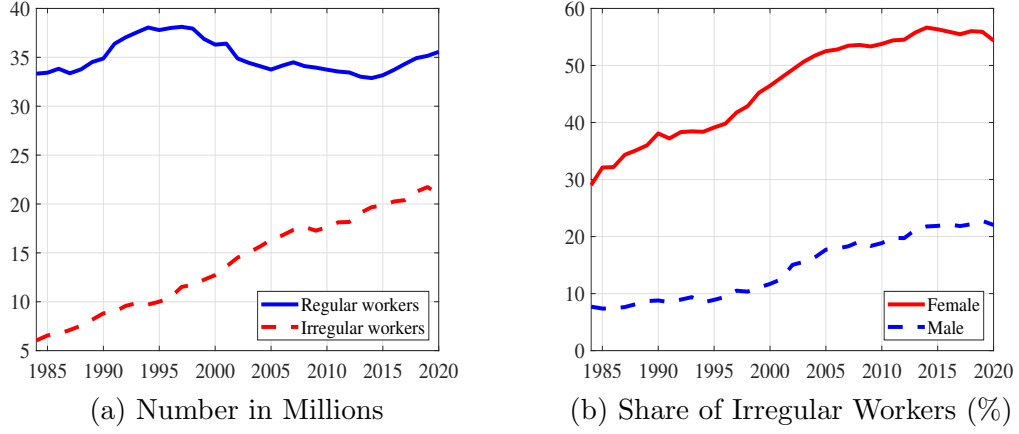 40
35
30
25
20
15
10
5
1985 1990 1995 2000 2005 2010 2015 2020
Regular workers
Irregular workers
(a) Number in Millions
60
50
40
30
20
10
0
1985 1990 1995 2000 2005 2010 2015 2020
Female
Male
(b) Share of Irregular Workers (%)